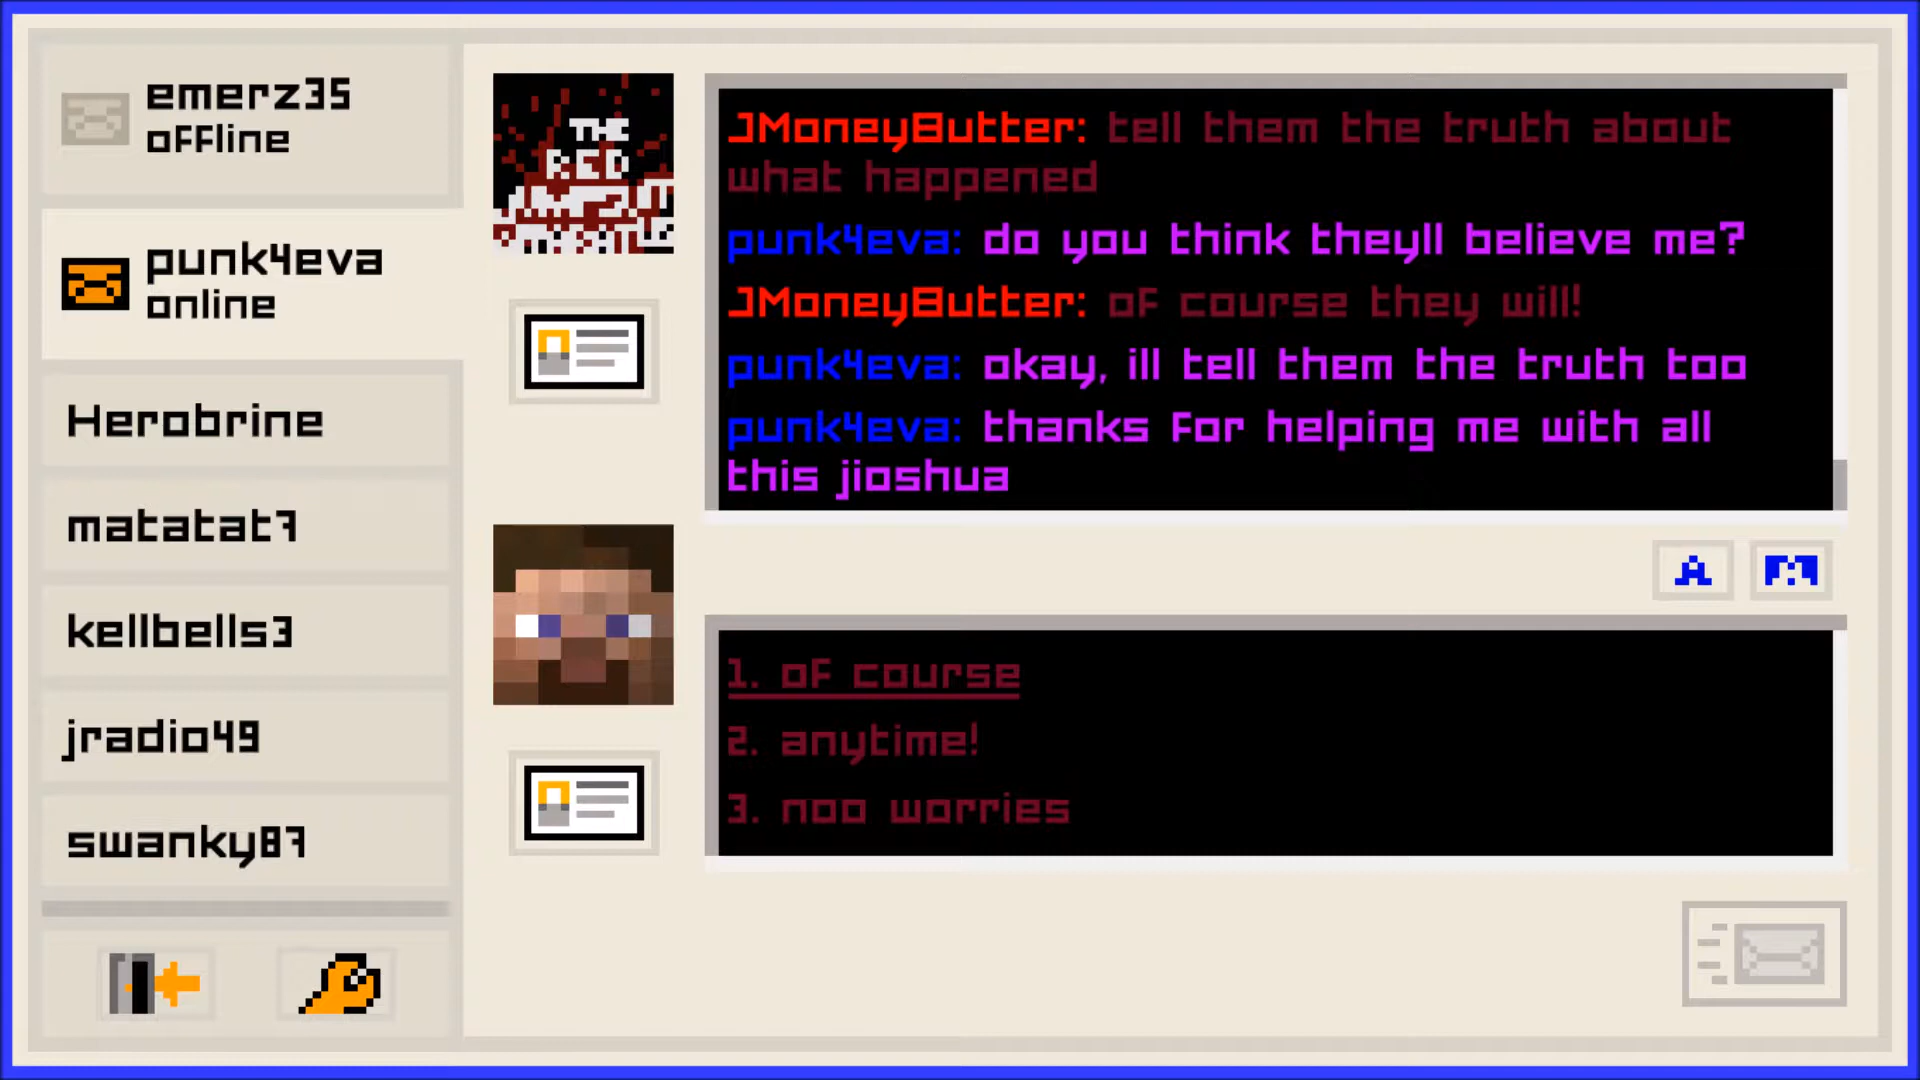 emerz35
offline
punk4eva
online
Herobrine
matatat7
kellbells3
jradio49
swanky87
THE
RED
JMoneyButter: tell them the truth about
what happened
punk4eva: do you think theyll believe me?
JMoneyButter: of course they will!
punk4eva: okay, ill tell them the truth too
punk4eva: thanks for helping me with all
this jioshua
A
1. of course
2. anytime!
3. noo worries